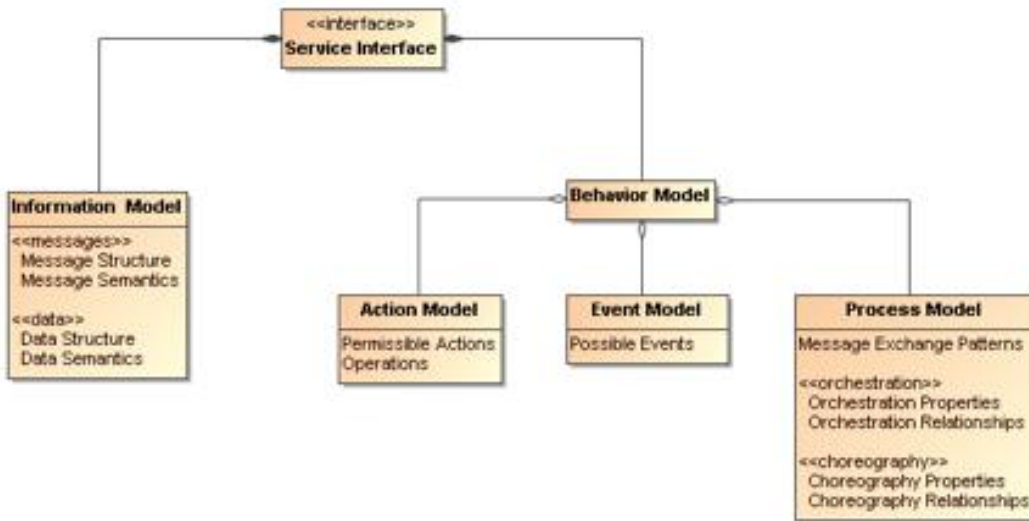 <<interface>>
Service Interface
Information Model
<<messages>>
Message Structure
Message Semantics
<<data>>
Data Structure
Data Semantics
Behavior Model
Action Model
Permissible Actions
Operations
Event Model
Possible Events
Process Model
Message Exchange Patterns
<<orchestration>>
Orchestration Properties
Orchestration Relationships
<<choreography>>
Choreography Properties
Choreography Relationships